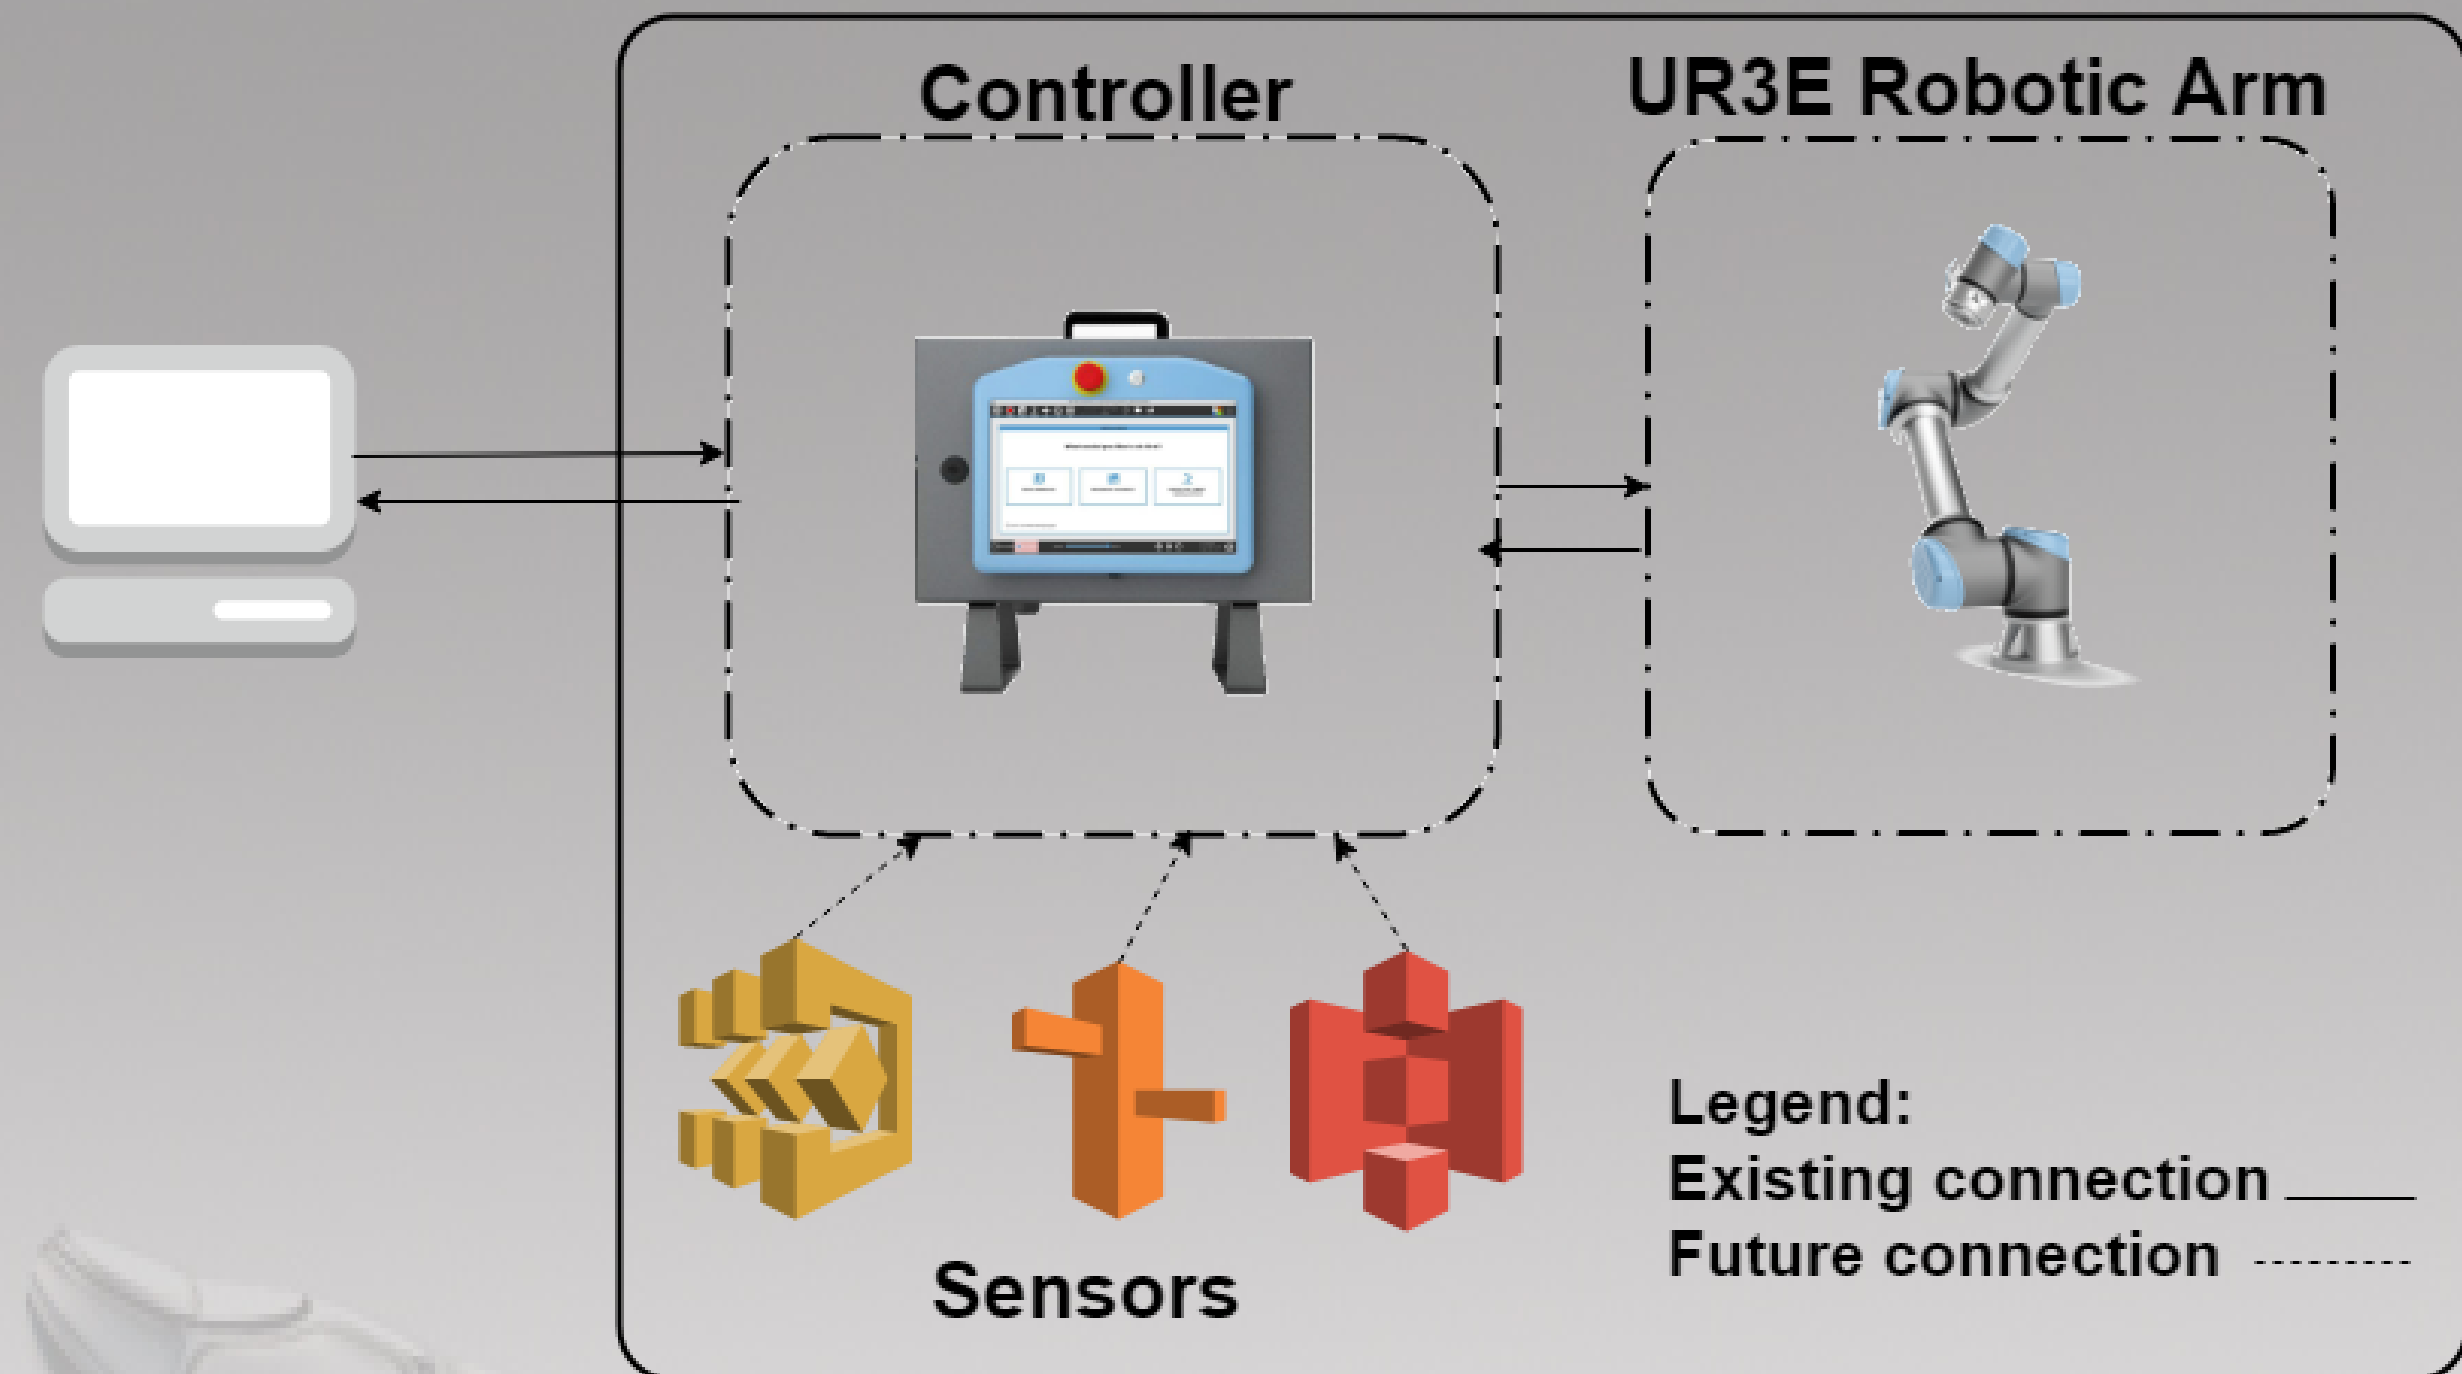 Controller
UR3E Robotic Arm
Sensors
Legend:
Existing connection
Future connection